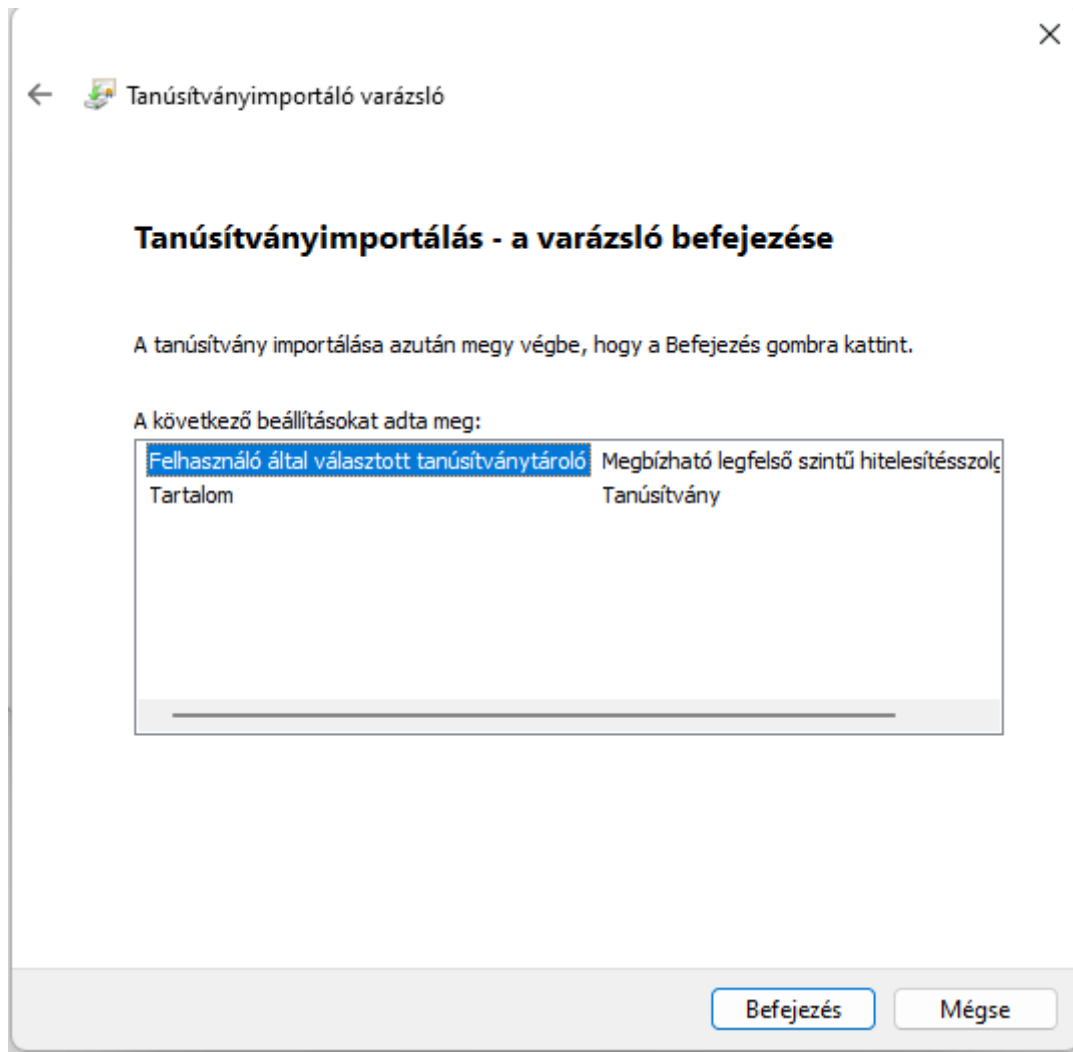 Tanúsítványimportáló varázsló
Tanúsítványimportálás - a varázsló befejezése
A tanúsítvány importálása azután megy végbe, hogy a Befejezés gombra kattint.
A következő beállításokat adta meg:
Felhasználó által választott tanúsítványtároló Megbízható legfelső szintű
Tartalom Tanúsítvány
Befejezés Mégse